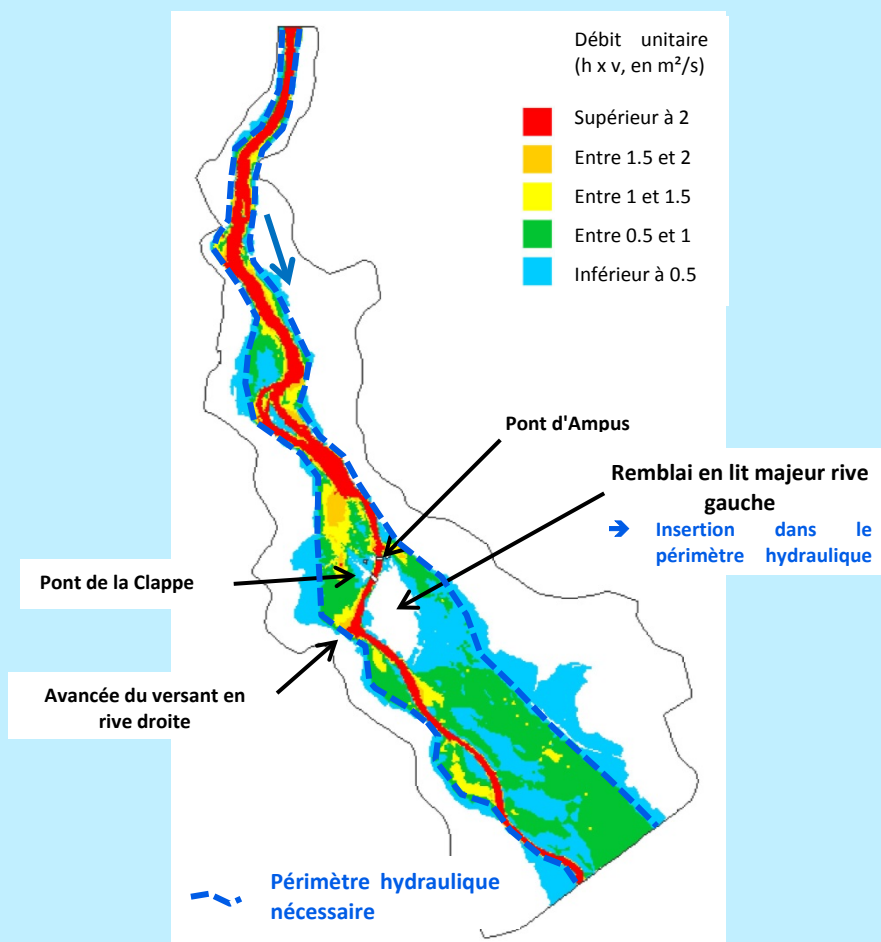 Débit unitaire
(h x v, en m²/s)
Supérieur à 2
Entre 1.5 et 2
Entre 1 et 1.5
Entre 0.5 et 1
Inférieur à 0.5
Pont d'Ampus
Remblai en lit majeur rive
gauche
➔ Insertion dans le
périmètre hydraulique
Pont de la Clappe
Avancée du versant en
rive droite
Périmètre hydraulique
nécessaire